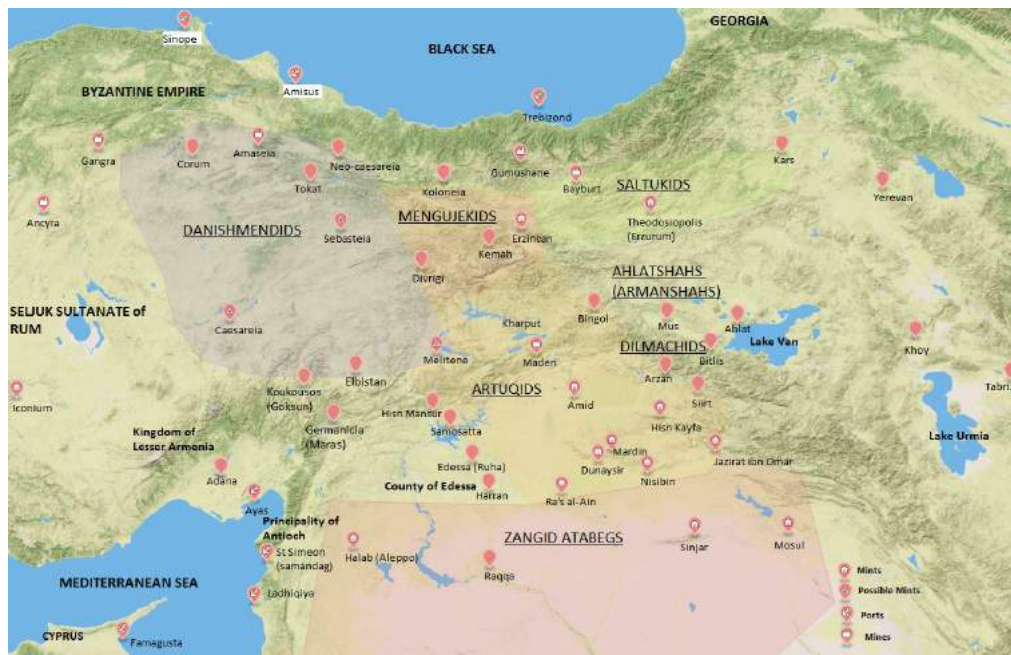 GEORGIA
Sinope
BLACK SEA
Amisus
BYZANTINE EMPIRE
Trebizond
Gangra
Corum
Amaseia
Neo-caesareia
Gumushane
Kars
Tokat
Koloneia
Bayburt
SALTUKIDS
Yerevan
Ancyra
DANISHMENDIDS
Sebasteia
MENGUJEKIDS
Erzincan
Theodosiopolis
(Erzurum)
Kemah
Divrigi
AHLATSHAHS
(ARMANSHAHS)
SELJUK SULTANATE of
RUM
Caesareia
Kharput
Bingol
Mus
Ahlat
Lake Van
Khoy
Melitene
Maden
DILMACHIDS
Bitlis
Elbistan
Arzan
Tabri
Iconium
Koukousos
(Goksun)
ARTUQIDS
Amid
Siirt
Hisn Mansur
Germanicia
(Maras)
Samosatta
Hisn Kayfa
Kingdom of
Lesser Armenia
Lake Urmia
Mardin
Jazirat ibn Omar
Adana
Edessa (Ruha)
Dunaysir
Nisibin
County of Edessa
Harran
Ra's al-Ain
Ayas
Principality of
Antioch
ZANGID ATABEGS
Sinjar
Mosul
St Simeon
(samandag)
Halab (Aleppo)
Raqqa
MEDITERRANEAN SEA
Ladhiqiya
Mints
Possible Mints
Ports
Mines
CYPRUS
Famagusta